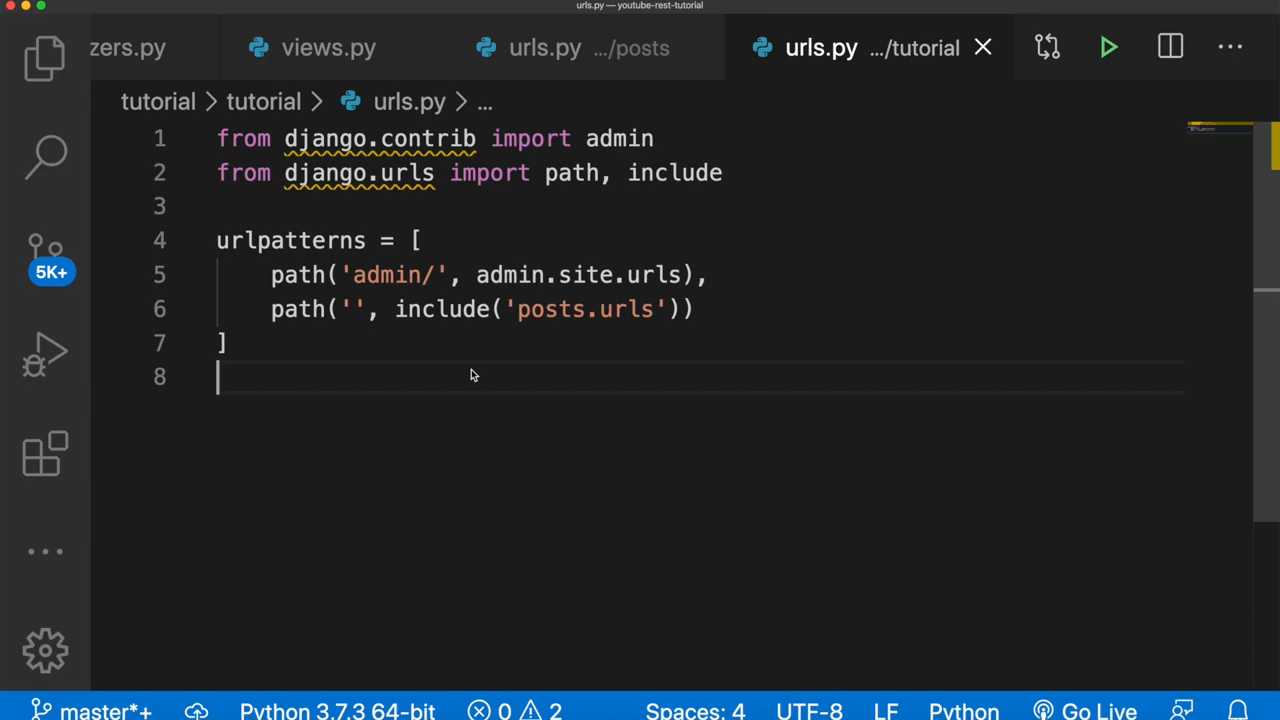 urls.py — youtube-rest-tutorial
zers.py views.py urls.py .../posts urls.py .../tutorial
tutorial > tutorial > urls.py > ...
1 from django.contrib import admin
2 from django.urls import path, include
3
4 urlpatterns = [
5 path('admin/', admin.site.urls),
6 path('', include('posts.urls'))
7 ]
8
5K+
master*+ Python 3.7.3 64-bit 0 2 Spaces: 4 UTF-8 LF Python Go Live